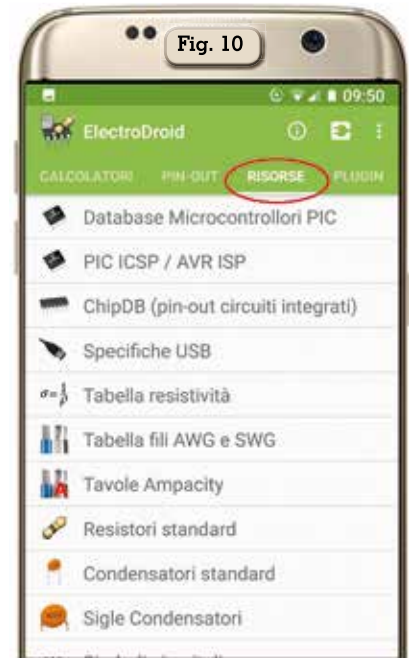 Fig. 10
09:50
ElectroDroid
CALCOLATORI PIN-OUT RISORSE PLUGIN
Database Microcontrollori PIC
PIC ICSP / AVR ISP
ChipDB (pin-out circuiti integrati)
Specifiche USB
Tabella resistività
Tabella fili AWG e SWG
Tavole Ampacity
Resistori standard
Condensatori standard
Sigle Condensatori